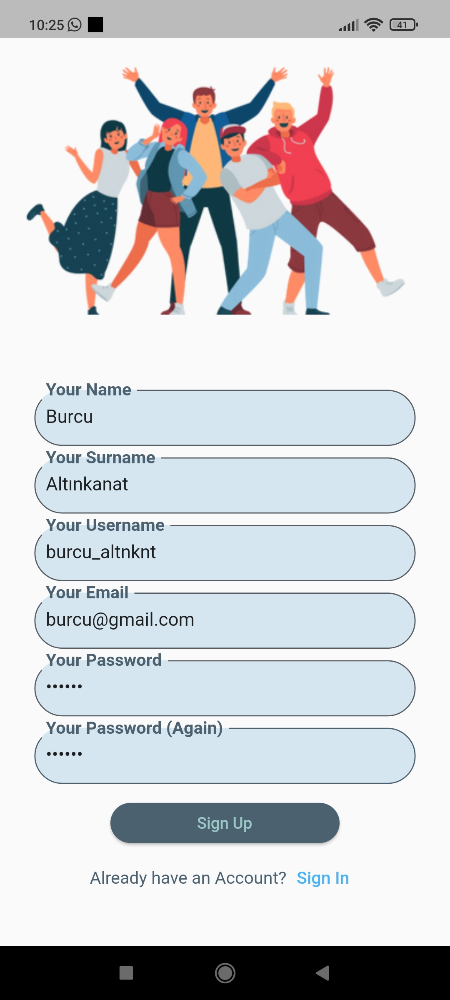 10:25 41
Your Name
Burcu
Your Surname
Altınkanat
Your Username
burcu_altnknt
Your Email
burcu@gmail.com
Your Password
••••••
Your Password (Again)
••••••
Sign Up
Already have an Account? Sign In